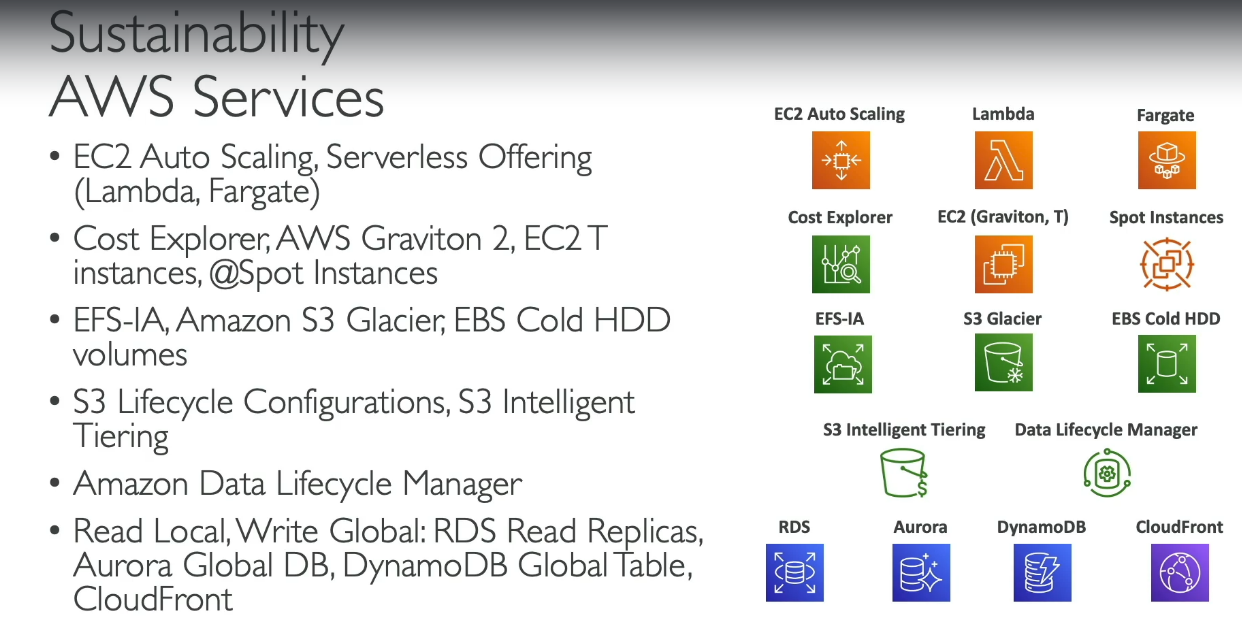 Sustainability
AWS Services
• EC2 Auto Scaling, Serverless Offering
(Lambda, Fargate)
• Cost Explorer, AWS Graviton 2, EC2 T
instances, @Spot Instances
• EFS-IA, Amazon S3 Glacier, EBS Cold HDD
volumes
• S3 Lifecycle Configurations, S3 Intelligent
Tiering
• Amazon Data Lifecycle Manager
• Read Local, Write Global: RDS Read Replicas,
Aurora Global DB, DynamoDB Global Table,
CloudFront
EC2 Auto Scaling
Lambda
Fargate
Cost Explorer
EC2 (Graviton, T)
Spot Instances
EFS-IA
S3 Glacier
EBS Cold HDD
S3 Intelligent Tiering
Data Lifecycle Manager
RDS
Aurora
DynamoDB
CloudFront